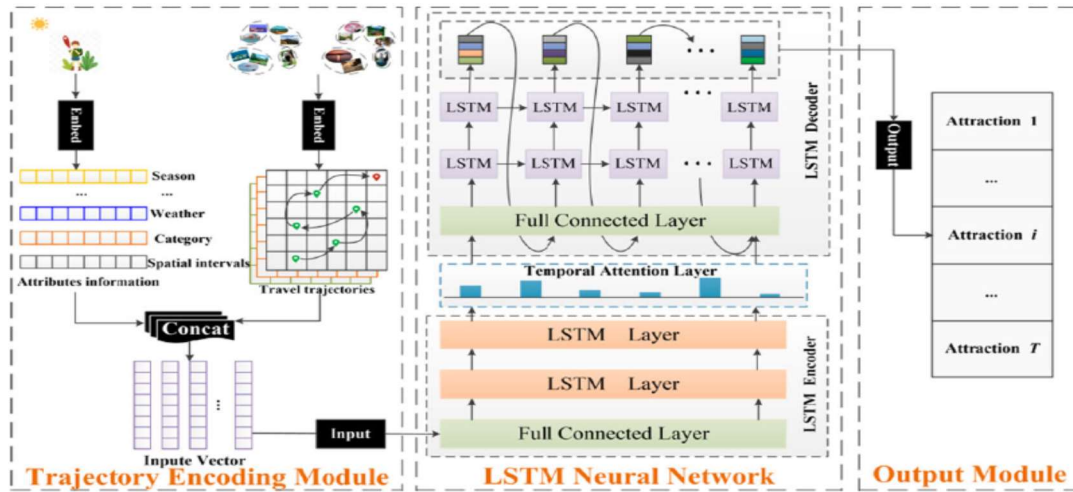 Embed
Embed
Season
...
...
Weather
Category
Spatial intervals
Attributes information
Travel trajectories
Concat
Inpute Vector
Input
Trajectory Encoding Module
LSTM
LSTM
LSTM
LSTM
LSTM
LSTM
LSTM
LSTM
Full Connected Layer
LSTM Decoder
Temporal Attention Layer
LSTM Layer
LSTM Layer
Full Connected Layer
LSTM Encoder
LSTM Neural Network
Output
Attraction 1
...
Attraction i
...
Attraction T
Output Module